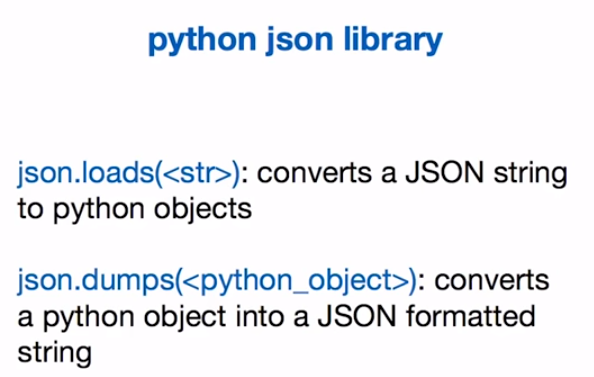 python json library
json.loads(<str>): converts a JSON string
to python objects
json.dumps(<python_object>): converts
a python object into a JSON formatted
string